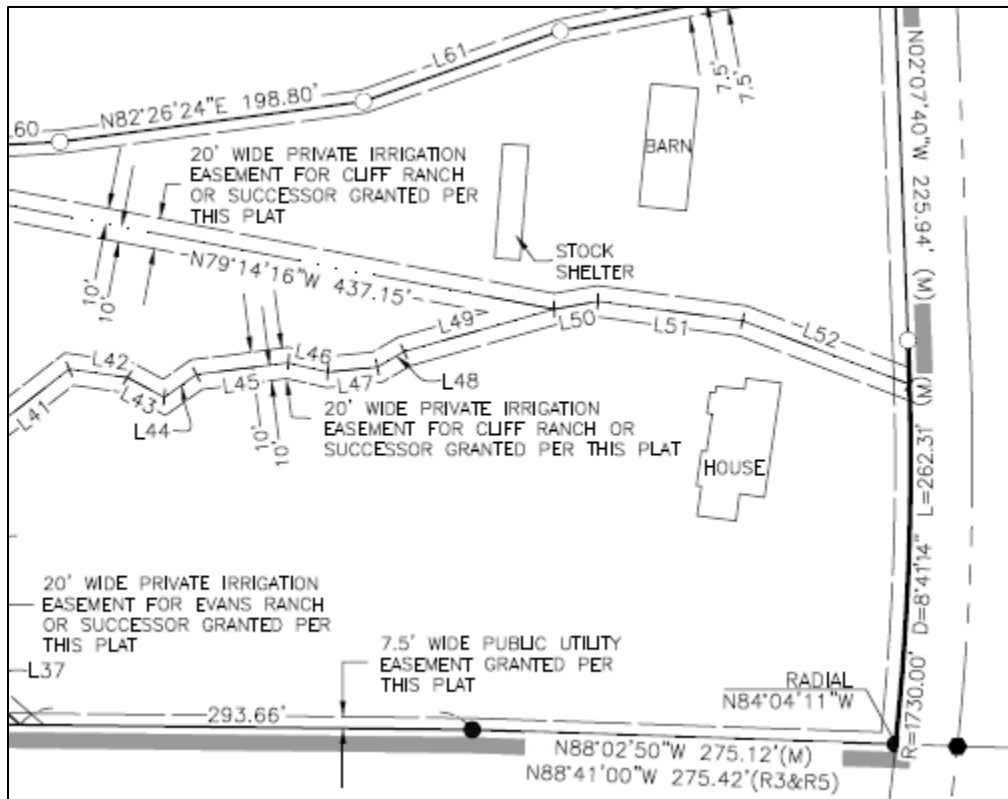 L61
7.5'
7.5'
N02°07'40"W 225.94' (M)
.60
N82°26'24"E 198.80'
20' WIDE PRIVATE IRRIGATION
EASEMENT FOR CLIFF RANCH
OR SUCCESSOR GRANTED PER
THIS PLAT
BARN
STOCK
SHELTER
N79°14'16"W 437.15'
10'
10'
L49
L50
L51
L52
L42
L46
L41
L43
L45
L47
L48
L44
10'
10'
20' WIDE PRIVATE IRRIGATION
EASEMENT FOR CLIFF RANCH OR
SUCCESSOR GRANTED PER THIS PLAT
HOUSE
R=1730.00' D=8°41'14" L=262.31' (M)
20' WIDE PRIVATE IRRIGATION
EASEMENT FOR EVANS RANCH
OR SUCCESSOR GRANTED PER
THIS PLAT
L37
7.5' WIDE PUBLIC UTILITY
EASEMENT GRANTED PER
THIS PLAT
RADIAL
N84°04'11"W
293.66'
N88°02'50"W 275.12'(M)
N88°41'00"W 275.42'(R3&R5)